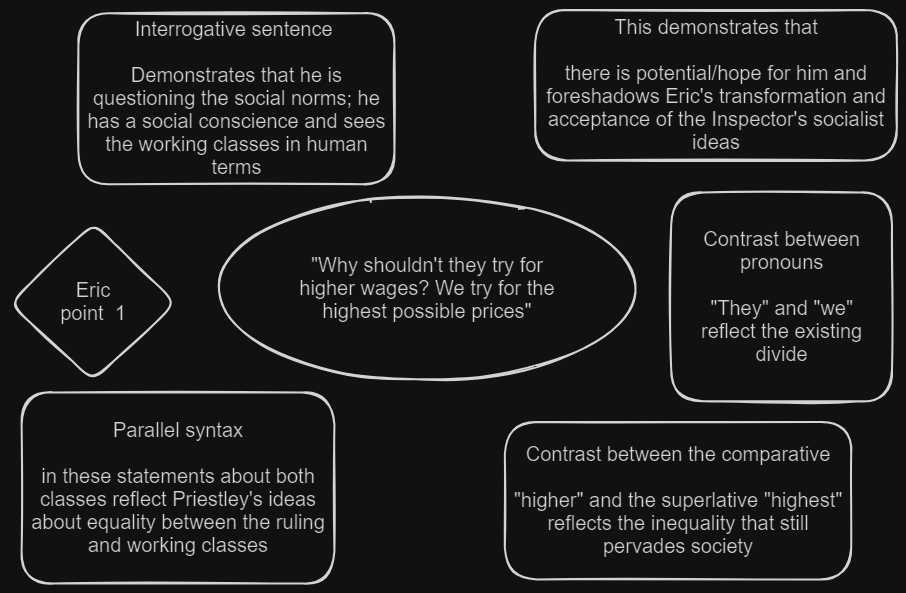 Interrogative sentence
Demonstrates that he is
questioning the social norms; he
has a social conscience and sees
the working classes in human
terms
This demonstrates that
there is potential/hope for him and
foreshadows Eric's transformation and
acceptance of the Inspector's socialist
ideas
Eric
point 1
"Why shouldn't they try for
higher wages? We try for the
highest possible prices"
Contrast between
pronouns
"They" and "we"
reflect the existing
divide
Parallel syntax
in these statements about both
classes reflect Priestley's ideas
about equality between the ruling
and working classes
Contrast between the comparative
"higher" and the superlative "highest"
reflects the inequality that still
pervades society